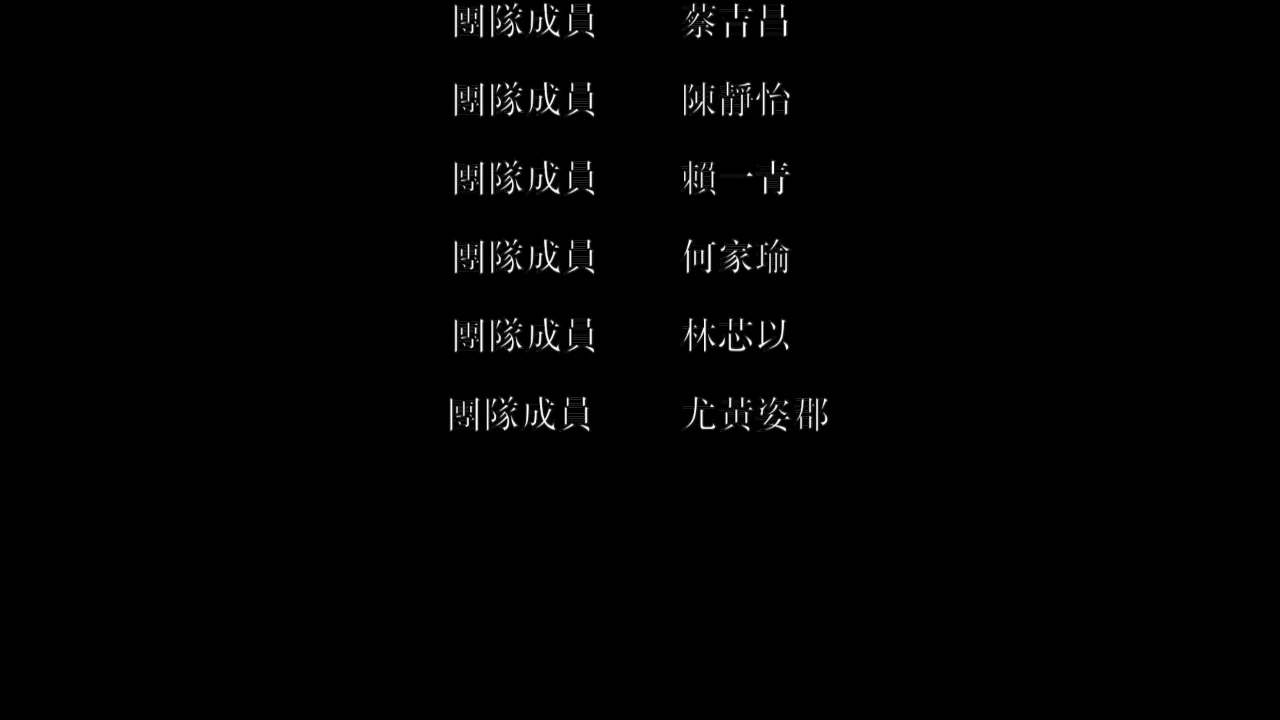 團隊成員 蔡吉昌
團隊成員 陳靜怡
團隊成員 賴一青
團隊成員 何家瑜
團隊成員 林芯以
團隊成員 尤黃姿郡